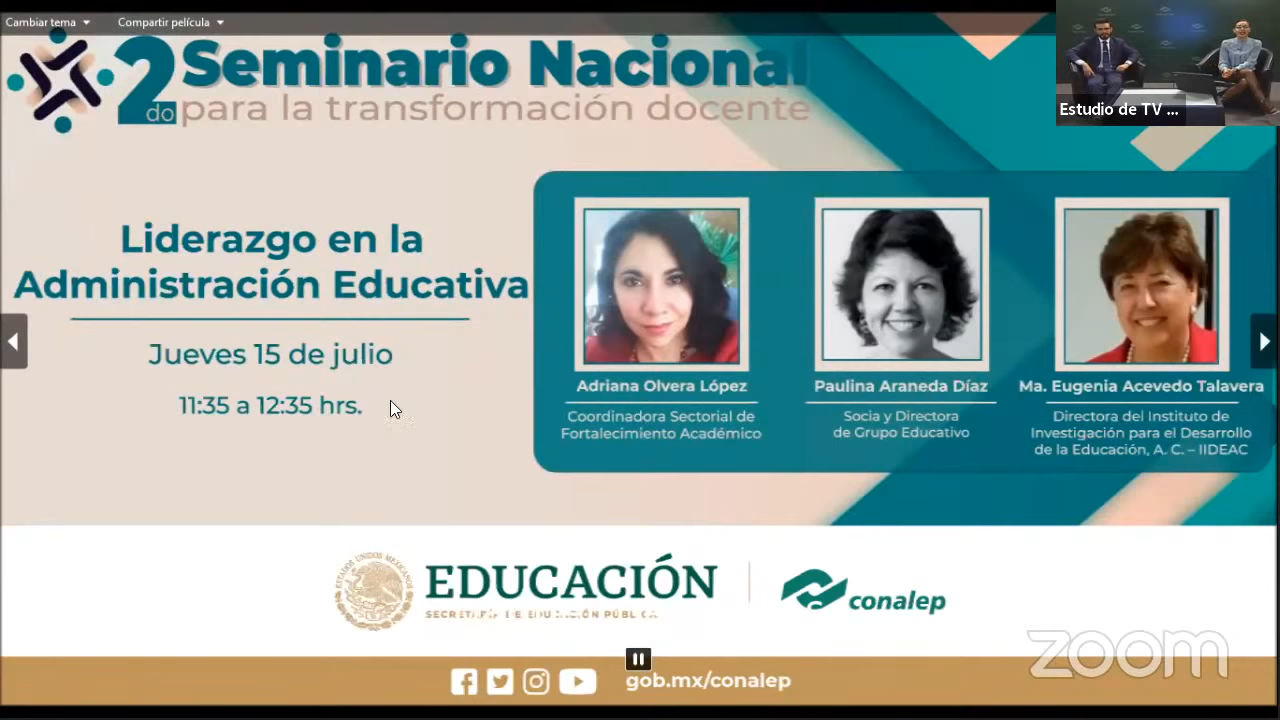 Cambiar tema Compartir película
Estudio de TV ...
2do Seminario Nacional
para la transformación docente
Liderazgo en la
Administración Educativa
Jueves 15 de julio
11:35 a 12:35 hrs.
Adriana Olvera López
Coordinadora Sectorial de
Fortalecimiento Académico
Paulina Araneda Díaz
Socia y Directora
de Grupo Educativo
Ma. Eugenia Acevedo Talavera
Directora del Instituto de
Investigación para el Desarrollo
de la Educación, A. C. – IIDEAC
ESTADOS UNIDOS MEXICANOS
EDUCACIÓN
SECRETARÍA DE EDUCACIÓN PÚBLICA
conalep
zoom
gob.mx/conalep